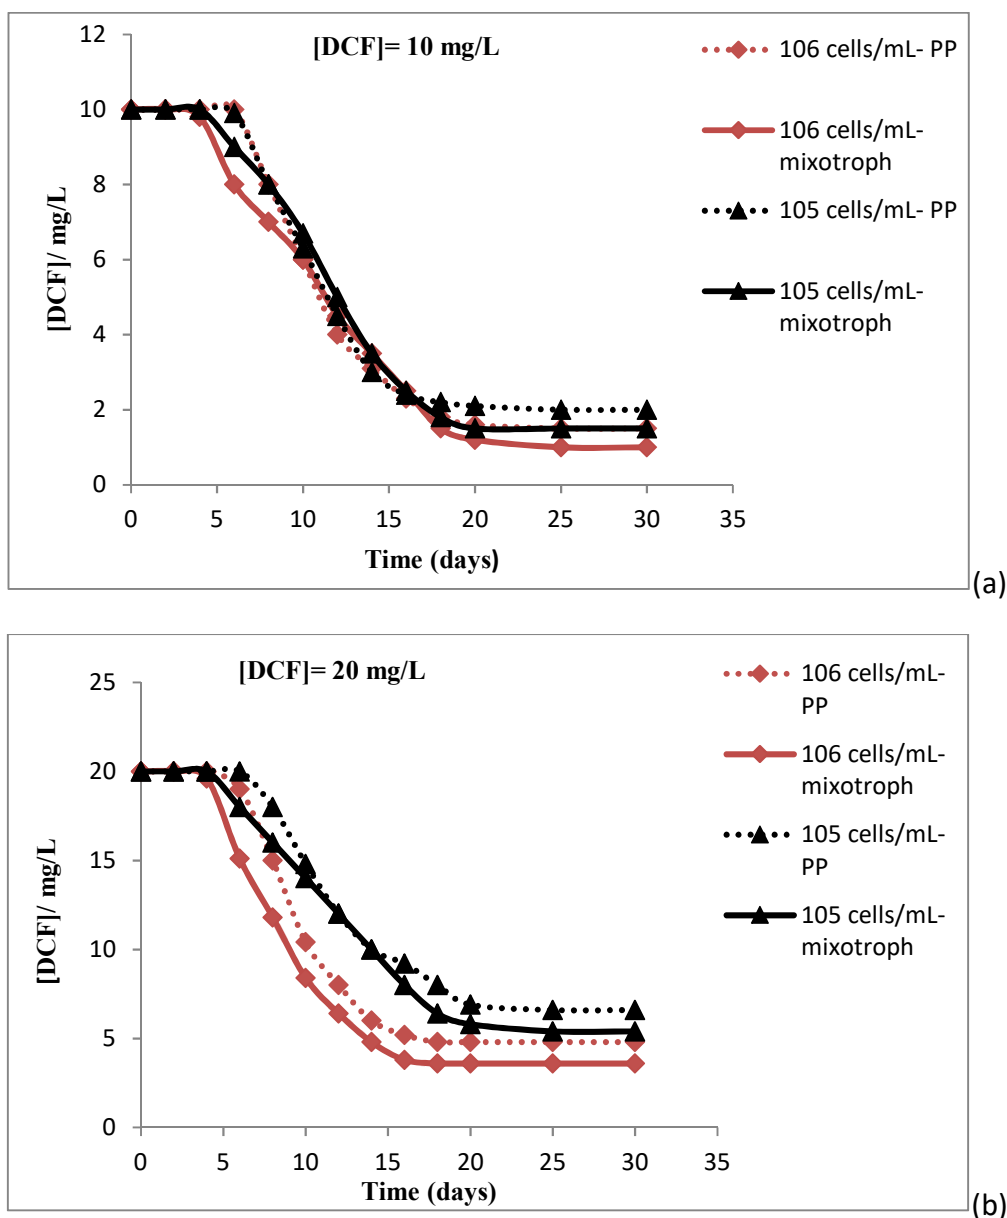 [DCF]= 10 mg/L
12
10
8
6
4
2
0
[DCF]/ mg/L
0 5 10 15 20 25 30 35
Time (days)
106 cells/mL- PP
106 cells/mL-
mixotroph
105 cells/mL- PP
105 cells/mL-
mixotroph
(a)
[DCF]= 20 mg/L
25
20
15
10
5
0
[DCF]/ mg/L
0 5 10 15 20 25 30 35
Time (days)
106 cells/mL-
PP
106 cells/mL-
mixotroph
105 cells/mL-
PP
105 cells/mL-
mixotroph
(b)